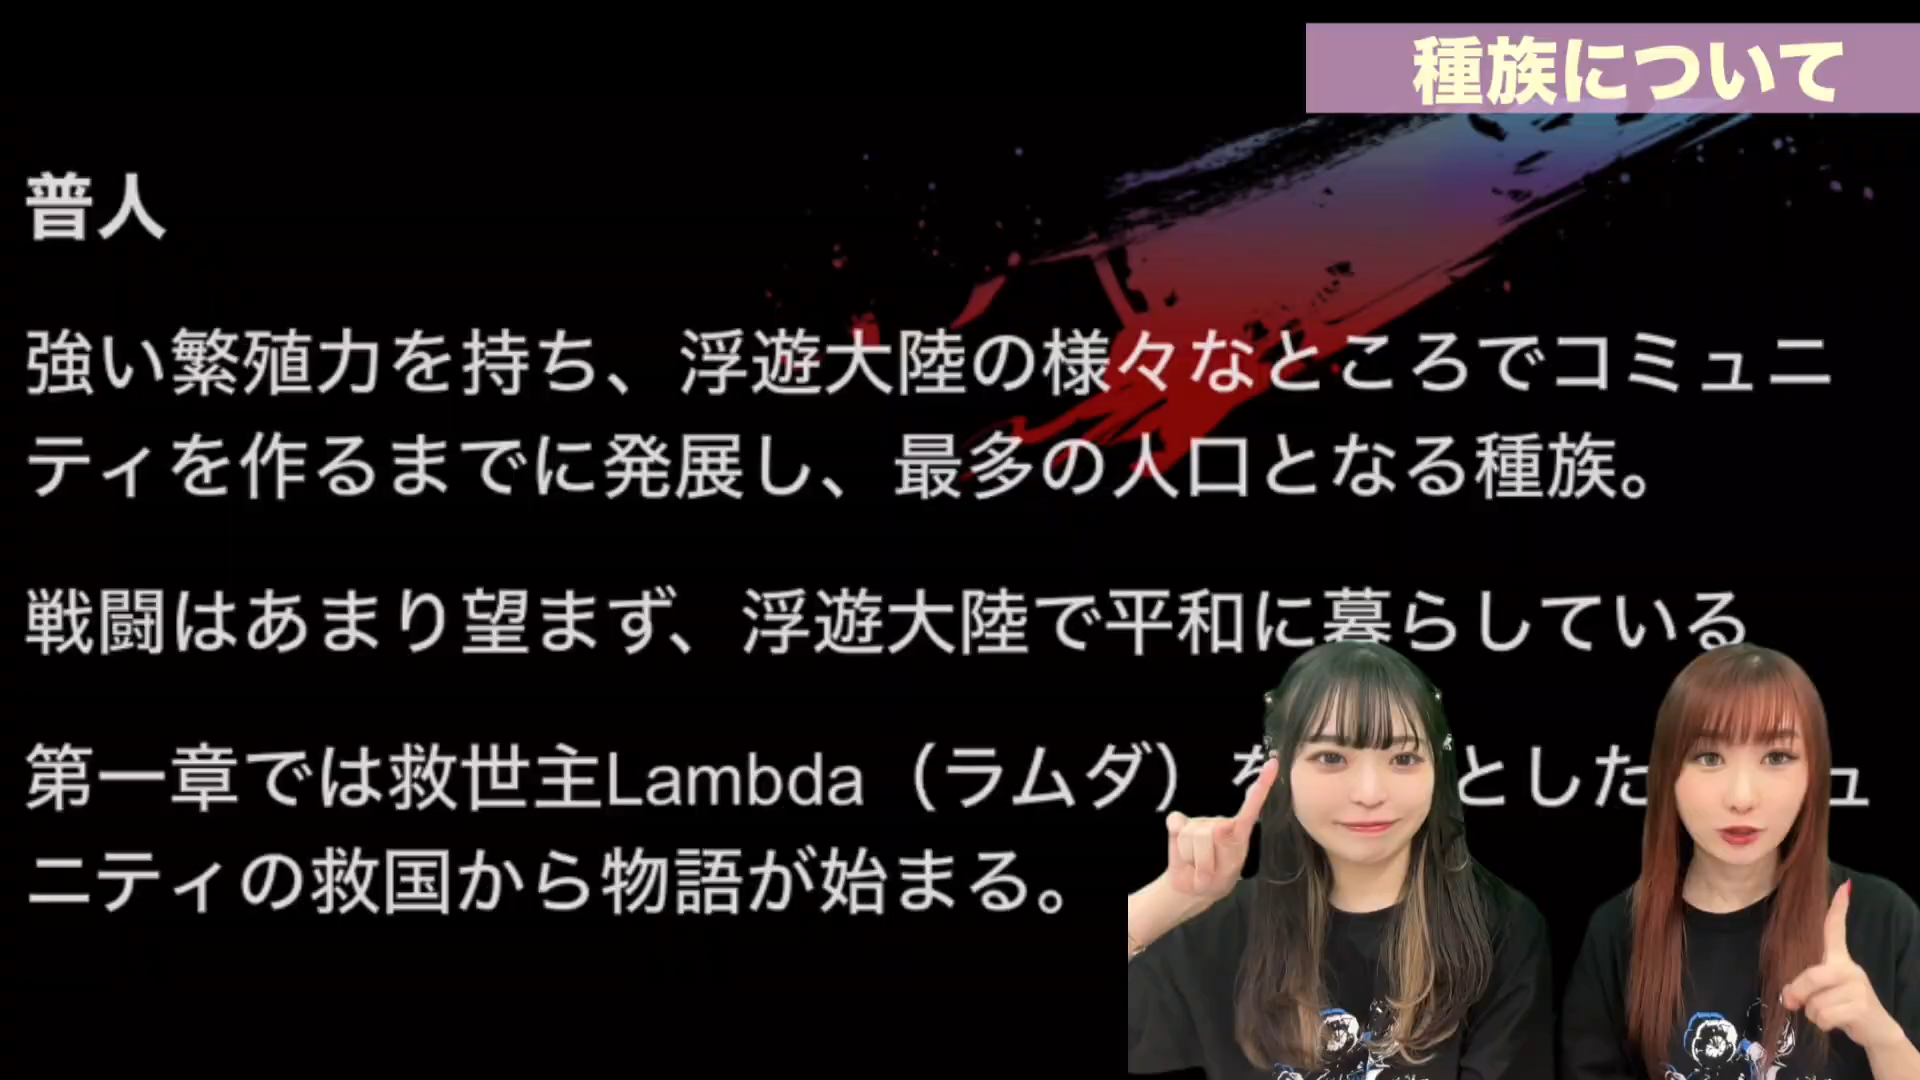 種族について
普人
強い繁殖力を持ち、浮遊大陸の様々なところでコミュニ
ティを作るまでに発展し、最多の人口となる種族。
戦闘はあまり望まず、浮遊大陸で平和に暮らしている
第一章では救世主Lambda（ラムダ）を とした ュ
ニティの救国から物語が始まる。